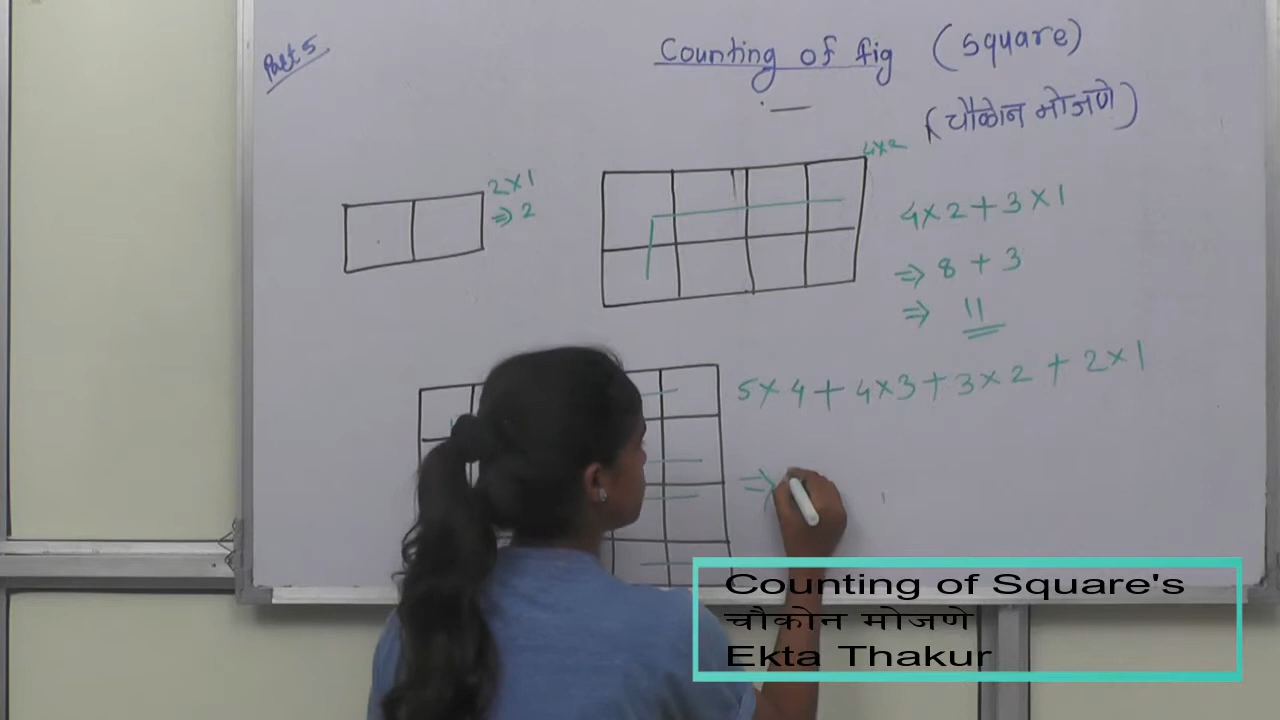 Part 5
Counting of fig (square)
(चौकोन मोजणे)
2×1
⇒ 2
4×2
4×2+3×1
⇒ 8 + 3
⇒ 11
5×4+4×3+3×2+2×1
⇒
Counting of Square's
चौकोन मोजणे
Ekta Thakur